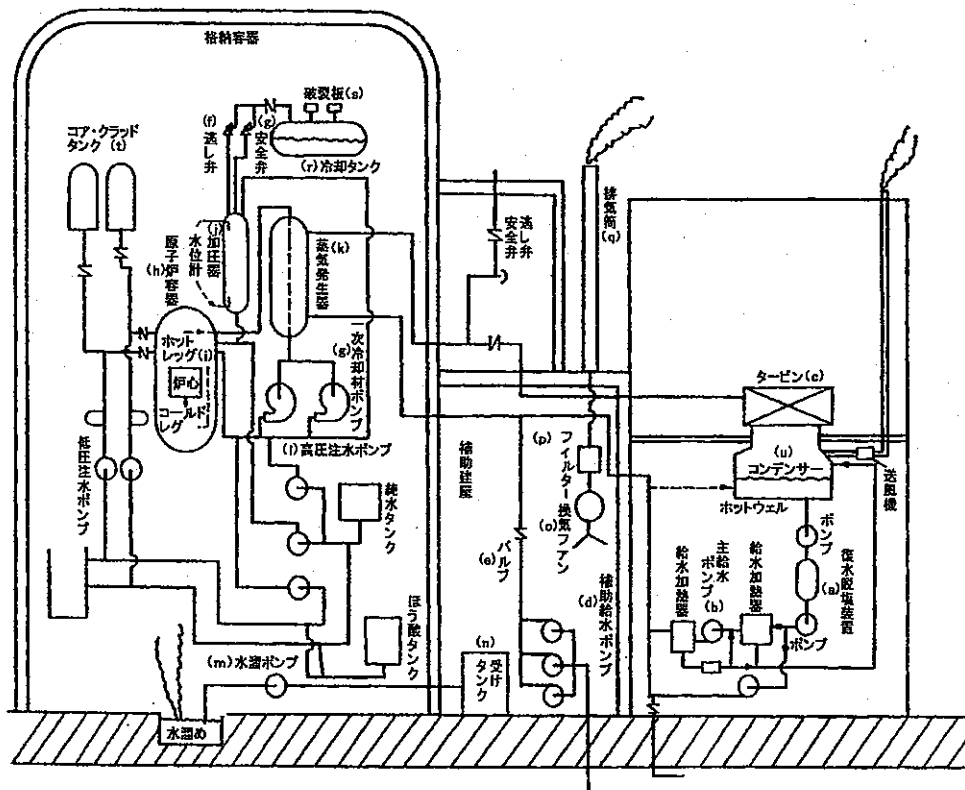 格納容器
破裂板(s)
(f)
逃し弁
(g)
安全弁
コア・クラッド
タンク (t)
(r)冷却タンク
(j)
加圧器
水位計
(h)
原子炉容器
蒸気発生器
(k)
ホット
レッグ(i)
炉心
コールド
レグ
(g)
一次冷却材ポンプ
(l)高圧注水ポンプ
低圧注水ポンプ
純水タンク
ほう酸タンク
(m)水溜ポンプ
水溜め
(n)
受けタンク
逃し弁
安全弁
排気筒
(q)
補助建屋
(p)
フィルター
換気ファン
(o)
バルブ
(e)
補助給水ポンプ
(d)
タービン(c)
(u)
コンデンサー
ホットウェル
送風機
ポンプ
復水脱塩装置
(a)
ポンプ
給水加熱器
主給水
ポンプ
(b)
給水加熱器